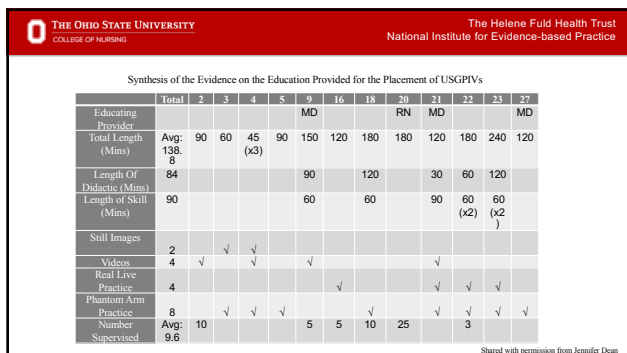 THE OHIO STATE UNIVERSITY
COLLEGE OF NURSING
The Helene Fuld Health Trust
National Institute for Evidence-based Practice
Synthesis of the Evidence on the Education Provided for the Placement of USGPIVs
Total 2 3 4 5 9 16 18 20 21 22 23 27
Educating Provider MD RN MD MD
Total Length (Mins) Avg: 138.8 90 60 45 (x3) 90 150 120 180 180 120 180 240 120
Length Of Didactic (Mins) 84 90 120 30 60 120
Length of Skill (Mins) 90 60 60 90 60 (x2) 60 (x2)
Still Images 2 √ √
Videos 4 √ √ √ √
Real Live Practice 4 √ √ √ √
Phantom Arm Practice 8 √ √ √ √ √ √ √ √
Number Supervised Avg: 9.6 10 5 5 10 25 3
Shared with permission from Jennifer Dean